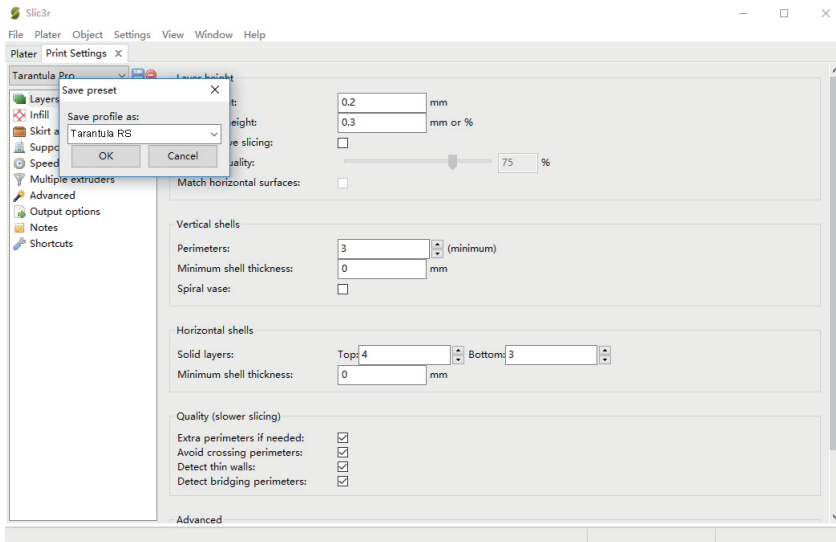 Slic3r
File Plater Object Settings View Window Help
Plater Print Settings X
Tarantula Pro
Save preset
Save profile as:
Tarantula RS
OK Cancel
Layers
Infill
Skirt a
Suppo
Speed
Multiple extruders
Advanced
Output options
Notes
Shortcuts
Layer height
t: 0.2 mm
eight: 0.3 mm or %
ve slicing:
uality: 75 %
Match horizontal surfaces:
Vertical shells
Perimeters: 3 (minimum)
Minimum shell thickness: 0 mm
Spiral vase:
Horizontal shells
Solid layers: Top: 4 Bottom: 3
Minimum shell thickness: 0 mm
Quality (slower slicing)
Extra perimeters if needed:
Avoid crossing perimeters:
Detect thin walls:
Detect bridging perimeters:
Advanced